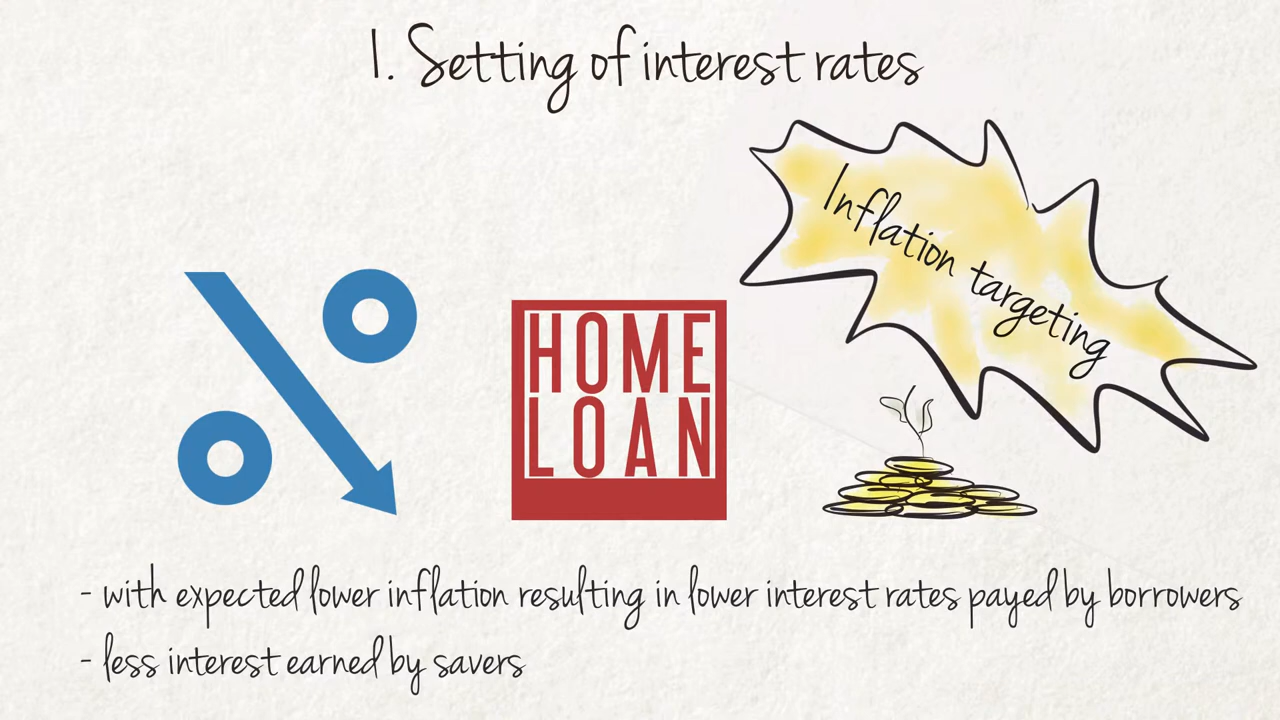 1. Setting of interest rates
Inflation targeting
HOME
LOAN
- with expected lower inflation resulting in lower interest rates payed by borrowers
- less interest earned by savers